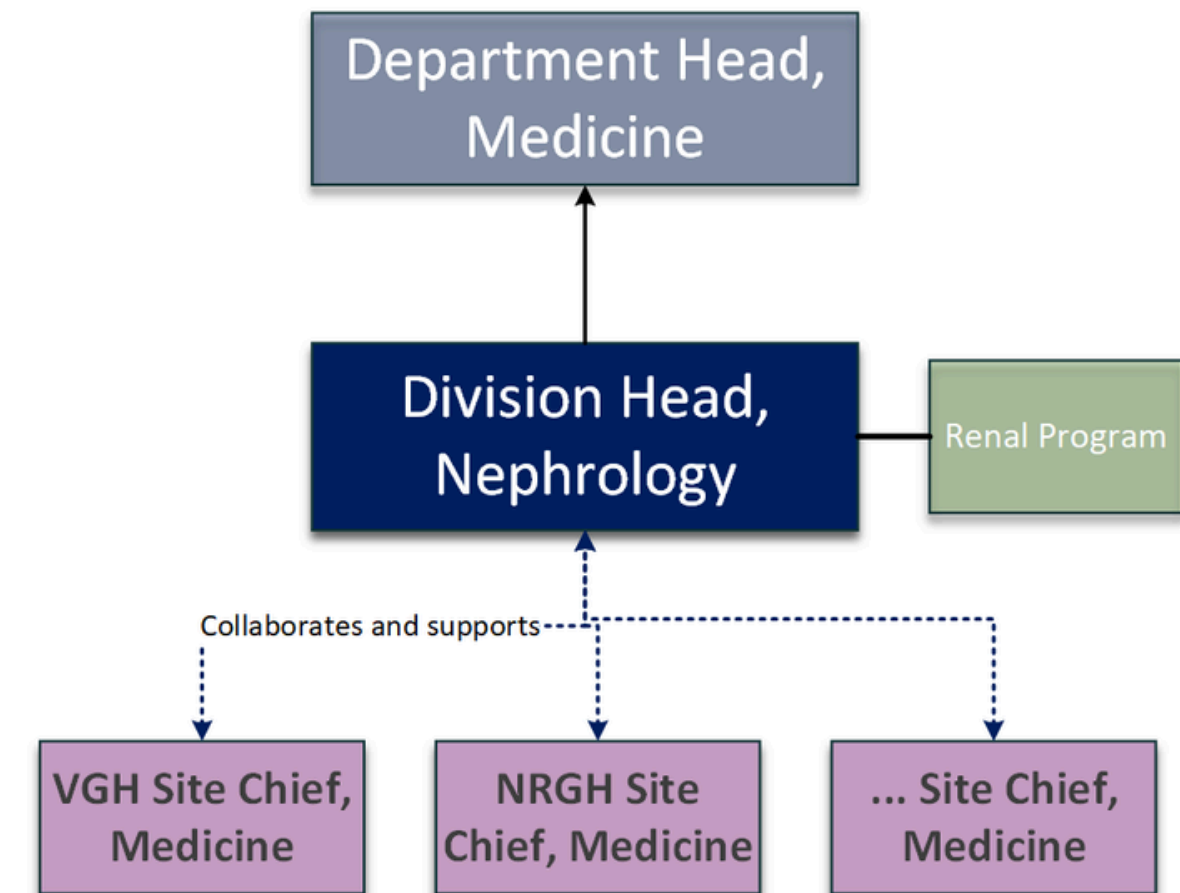 Department Head,
Medicine
Division Head,
Nephrology
Renal Program
Collaborates and supports
VGH Site Chief,
Medicine
NRGH Site
Chief, Medicine
... Site Chief,
Medicine